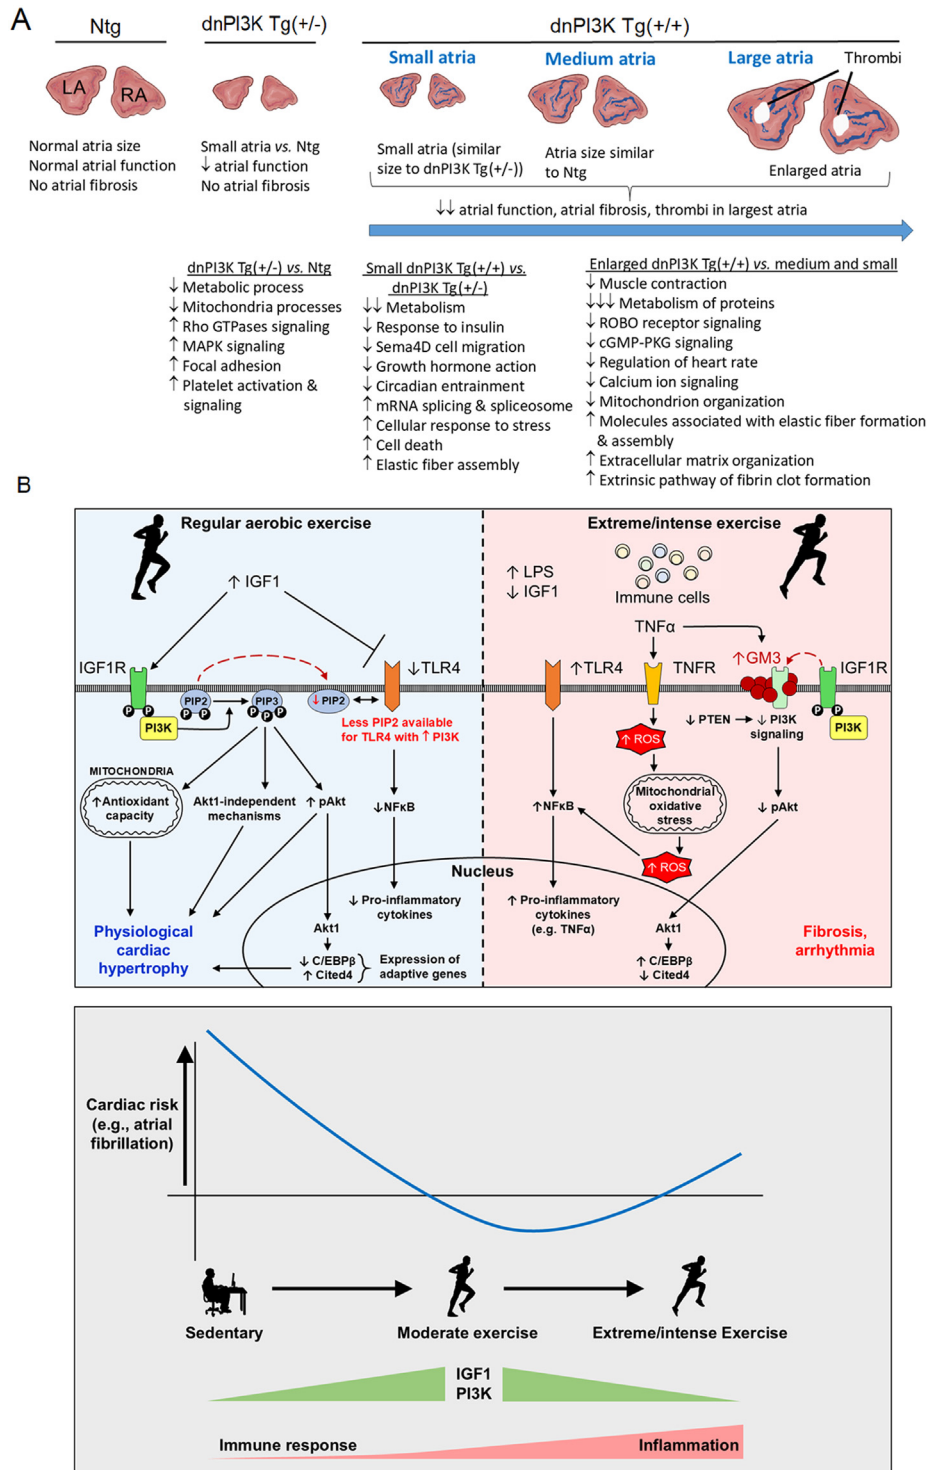 A
Ntg
dnPI3K Tg(+/-)
dnPI3K Tg(+/+)
Small atria
Medium atria
Large atria
Thrombi
LA
RA
Normal atria size
Normal atrial function
No atrial fibrosis
Small atria vs. Ntg
↓ atrial function
No atrial fibrosis
Small atria (similar
size to dnPI3K Tg(+/-))
Atria size similar
to Ntg
Enlarged atria
↓↓ atrial function, atrial fibrosis, thrombi in largest atria
dnPI3K Tg(+/-) vs. Ntg
↓ Metabolic process
↓ Mitochondria processes
↑ Rho GTPases signaling
↑ MAPK signaling
↑ Focal adhesion
↑ Platelet activation &
signaling
Small dnPI3K Tg(+/+) vs.
dnPI3K Tg(+/-)
↓↓ Metabolism
↓ Response to insulin
↓ Sema4D cell migration
↓ Growth hormone action
↓ Circadian entrainment
↑ mRNA splicing & spliceosome
↑ Cellular response to stress
↑ Cell death
↑ Elastic fiber assembly
Enlarged dnPI3K Tg(+/+) vs. medium and small
↓ Muscle contraction
↓↓↓ Metabolism of proteins
↓ ROBO receptor signaling
↓ cGMP-PKG signaling
↓ Regulation of heart rate
↓ Calcium ion signaling
↓ Mitochondrion organization
↑ Molecules associated with elastic fiber formation
& assembly
↑ Extracellular matrix organization
↑ Extrinsic pathway of fibrin clot formation
B
Regular aerobic exercise
↑ IGF1
IGF1R
↓TLR4
PIP2
PIP3
↓PIP2
P P
P P
P P P
PI3K
Less PIP2 available
for TLR4 with ↑ PI3K
MITOCHONDRIA
↑Antioxidant
capacity
Akt1-independent
mechanisms
↑ pAkt
↓NFκB
Nucleus
↓ Pro-inflammatory
cytokines
Physiological
cardiac
hypertrophy
Akt1
↓ C/EBPβ
↑ Cited4
Expression of
adaptive genes
Extreme/intense exercise
↑ LPS
↓ IGF1
Immune cells
TNFα
↑TLR4
TNFR
↑GM3
IGF1R
P P
PI3K
↓ PTEN
↓ PI3K
signaling
↑ ROS
Mitochondrial
oxidative
stress
↑NFκB
↓ pAkt
↑ ROS
↑ Pro-inflammatory
cytokines
(e.g. TNFα)
Akt1
↑ C/EBPβ
↓ Cited4
Fibrosis,
arrhythmia
Cardiac risk
(e.g., atrial
fibrillation)
Sedentary
Moderate exercise
Extreme/intense Exercise
IGF1
PI3K
Immune response
Inflammation